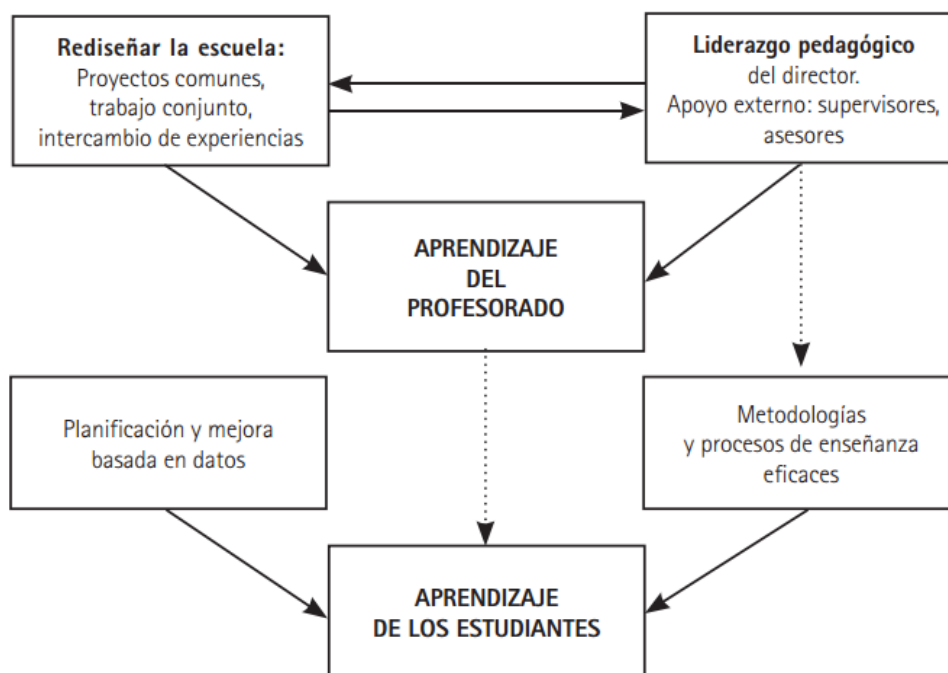 Rediseñar la escuela:
Proyectos comunes,
trabajo conjunto,
intercambio de experiencias
Liderazgo pedagógico
del director.
Apoyo externo: supervisores,
asesores
APRENDIZAJE
DEL
PROFESORADO
Planificación y mejora
basada en datos
Metodologías
y procesos de enseñanza
eficaces
APRENDIZAJE
DE LOS ESTUDIANTES